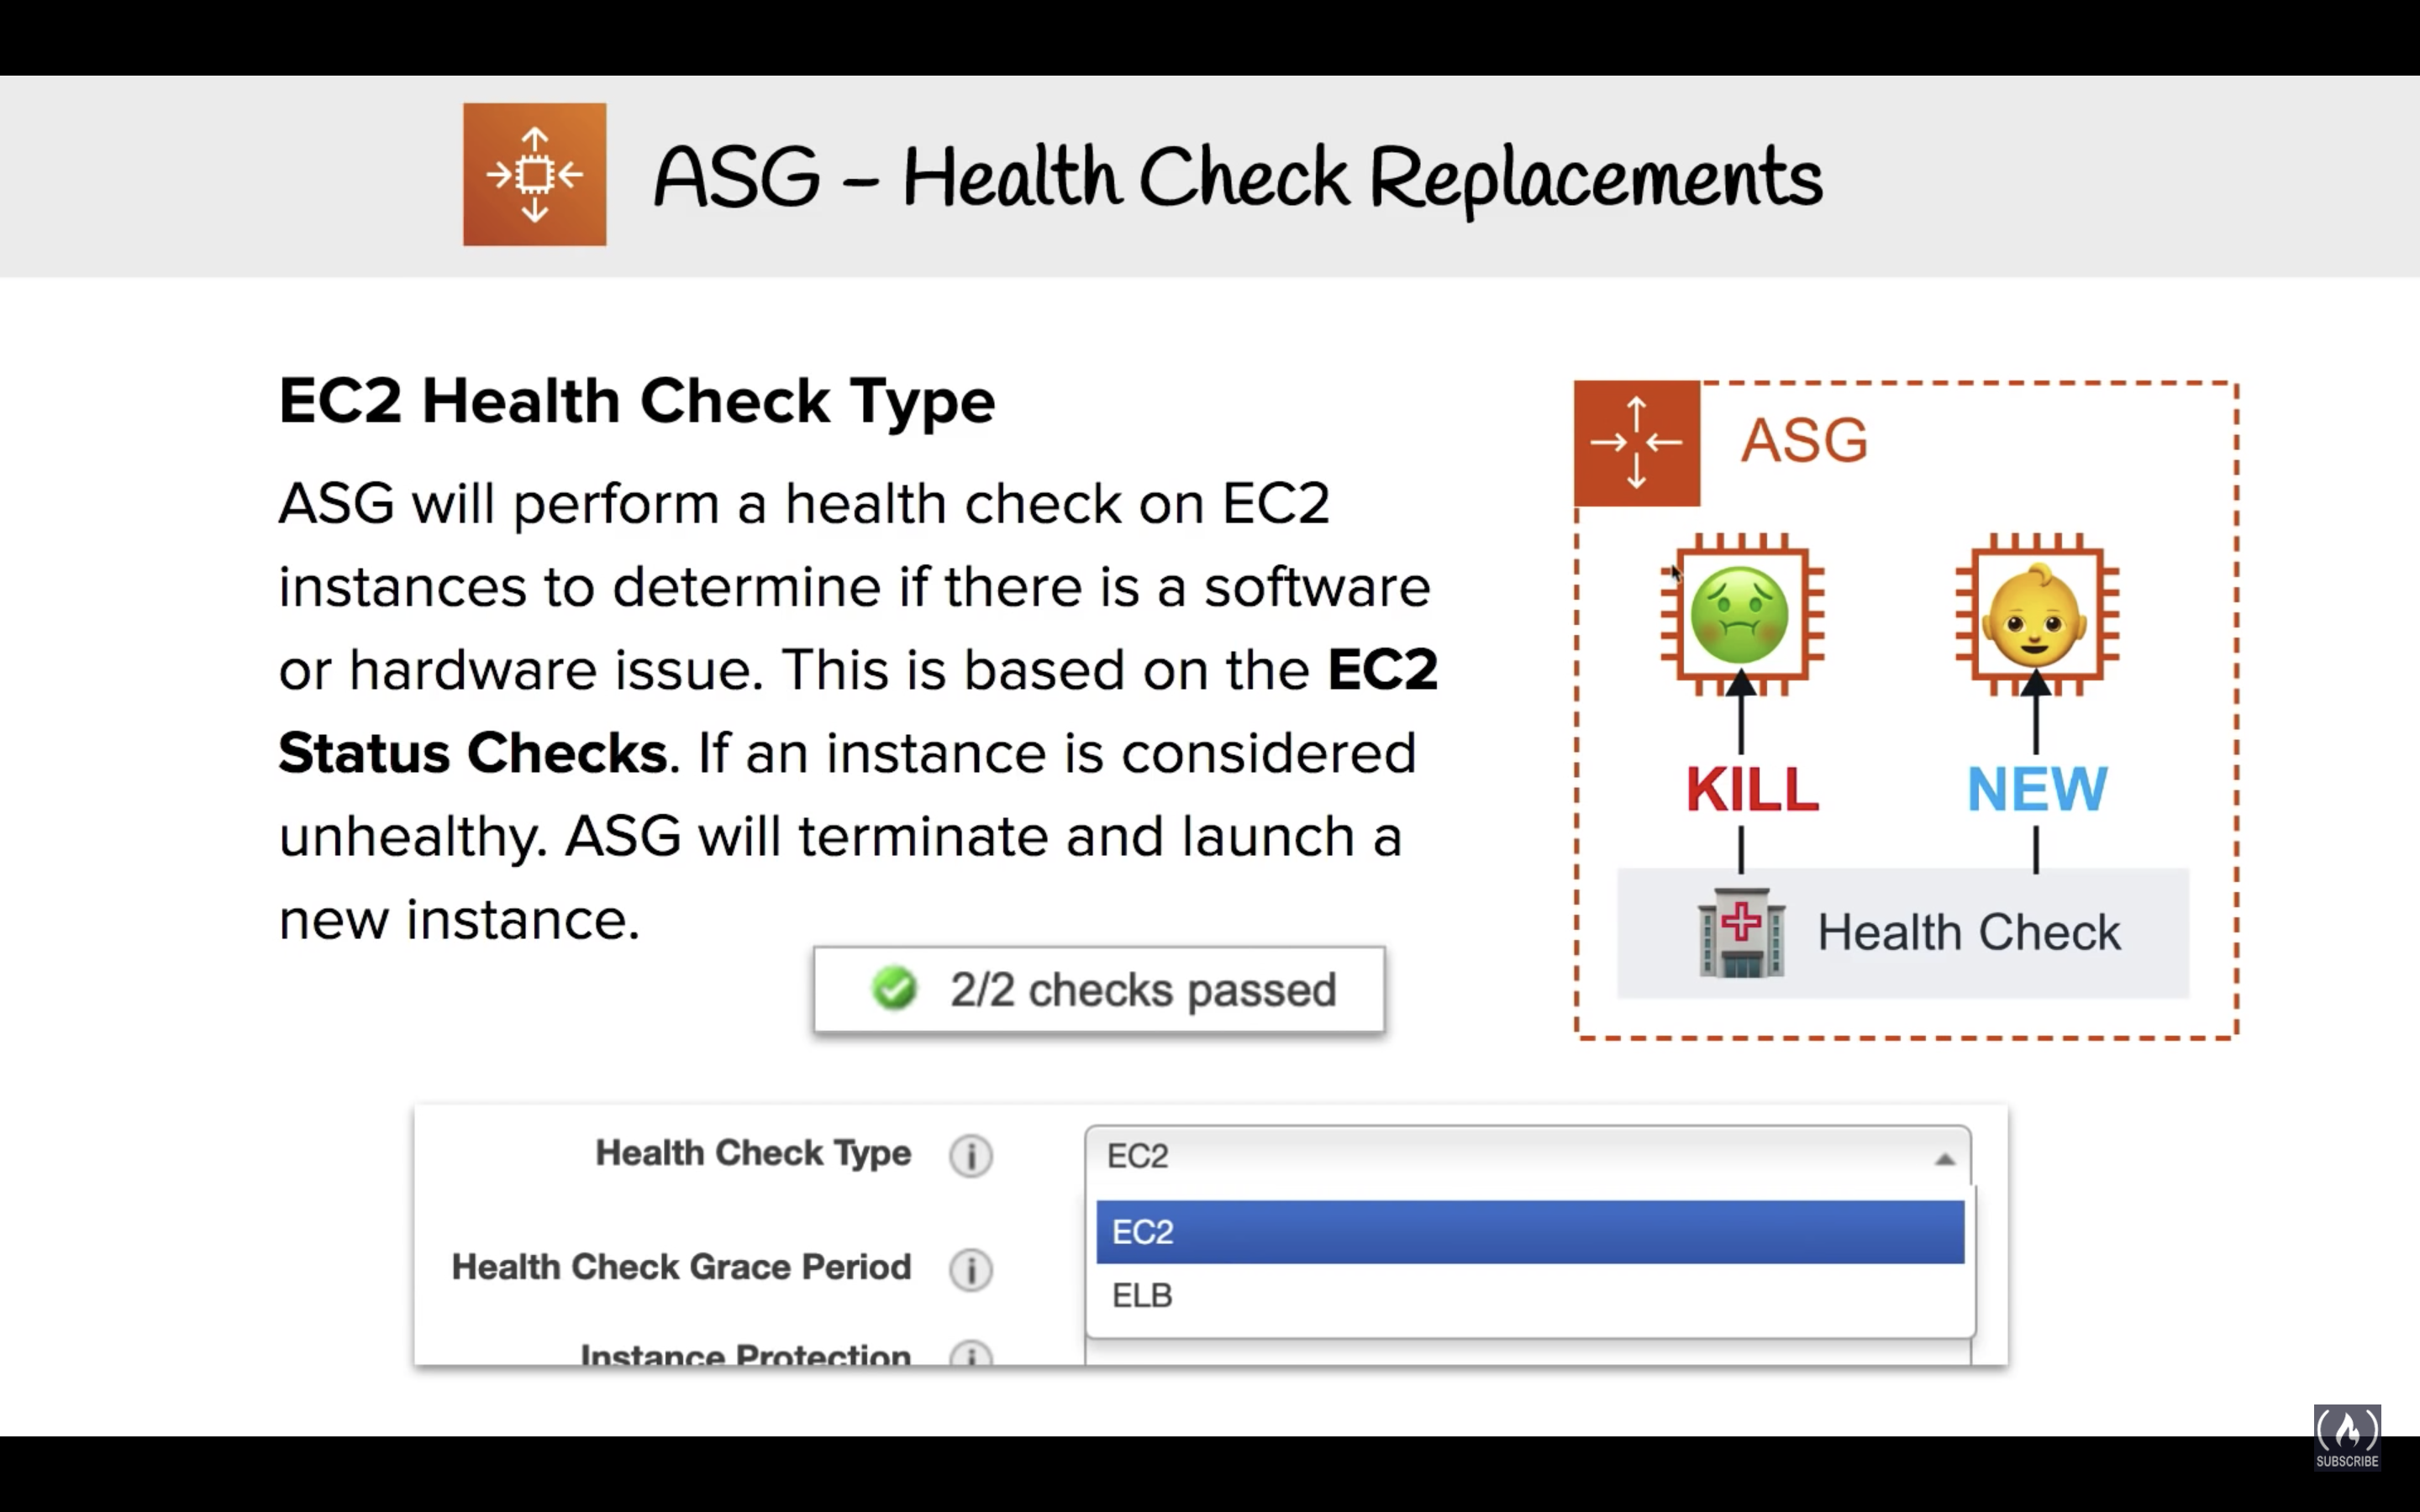 ASG – Health Check Replacements
EC2 Health Check Type
ASG will perform a health check on EC2
instances to determine if there is a software
or hardware issue. This is based on the EC2
Status Checks. If an instance is considered
unhealthy. ASG will terminate and launch a
new instance.
2/2 checks passed
ASG
KILL
NEW
Health Check
Health Check Type
EC2
EC2
Health Check Grace Period
ELB
Instance Protection
SUBSCRIBE